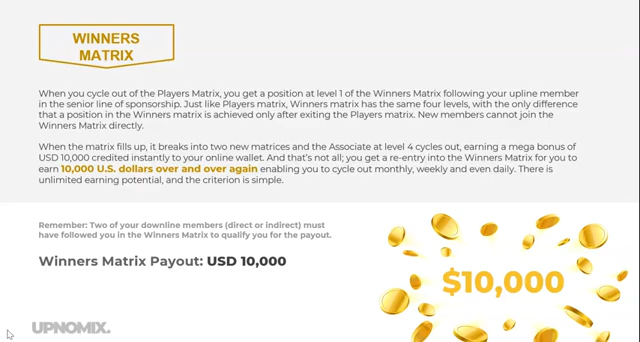 WINNERS
MATRIX
When you cycle out of the Players Matrix, you get a position at level 1 of the Winners Matrix following your upline member
in the senior line of sponsorship. Just like Players matrix, Winners matrix has the same four levels, with the only difference
that a position in the Winners matrix is achieved only after exiting the Players matrix. New members cannot join the
Winners Matrix directly.
When the matrix fills up, it breaks into two new matrices and the Associate at level 4 cycles out, earning a mega bonus of
USD 10,000 credited instantly to your online wallet. And that's not all; you get a re-entry into the Winners Matrix for you to
earn 10,000 U.S. dollars over and over again enabling you to cycle out monthly, weekly and even daily. There is
unlimited earning potential, and the criterion is simple.
Remember: Two of your downline members (direct or indirect) must
have followed you in the Winners Matrix to qualify you for the payout.
Winners Matrix Payout: USD 10,000
$10,000
UPNOMIX.